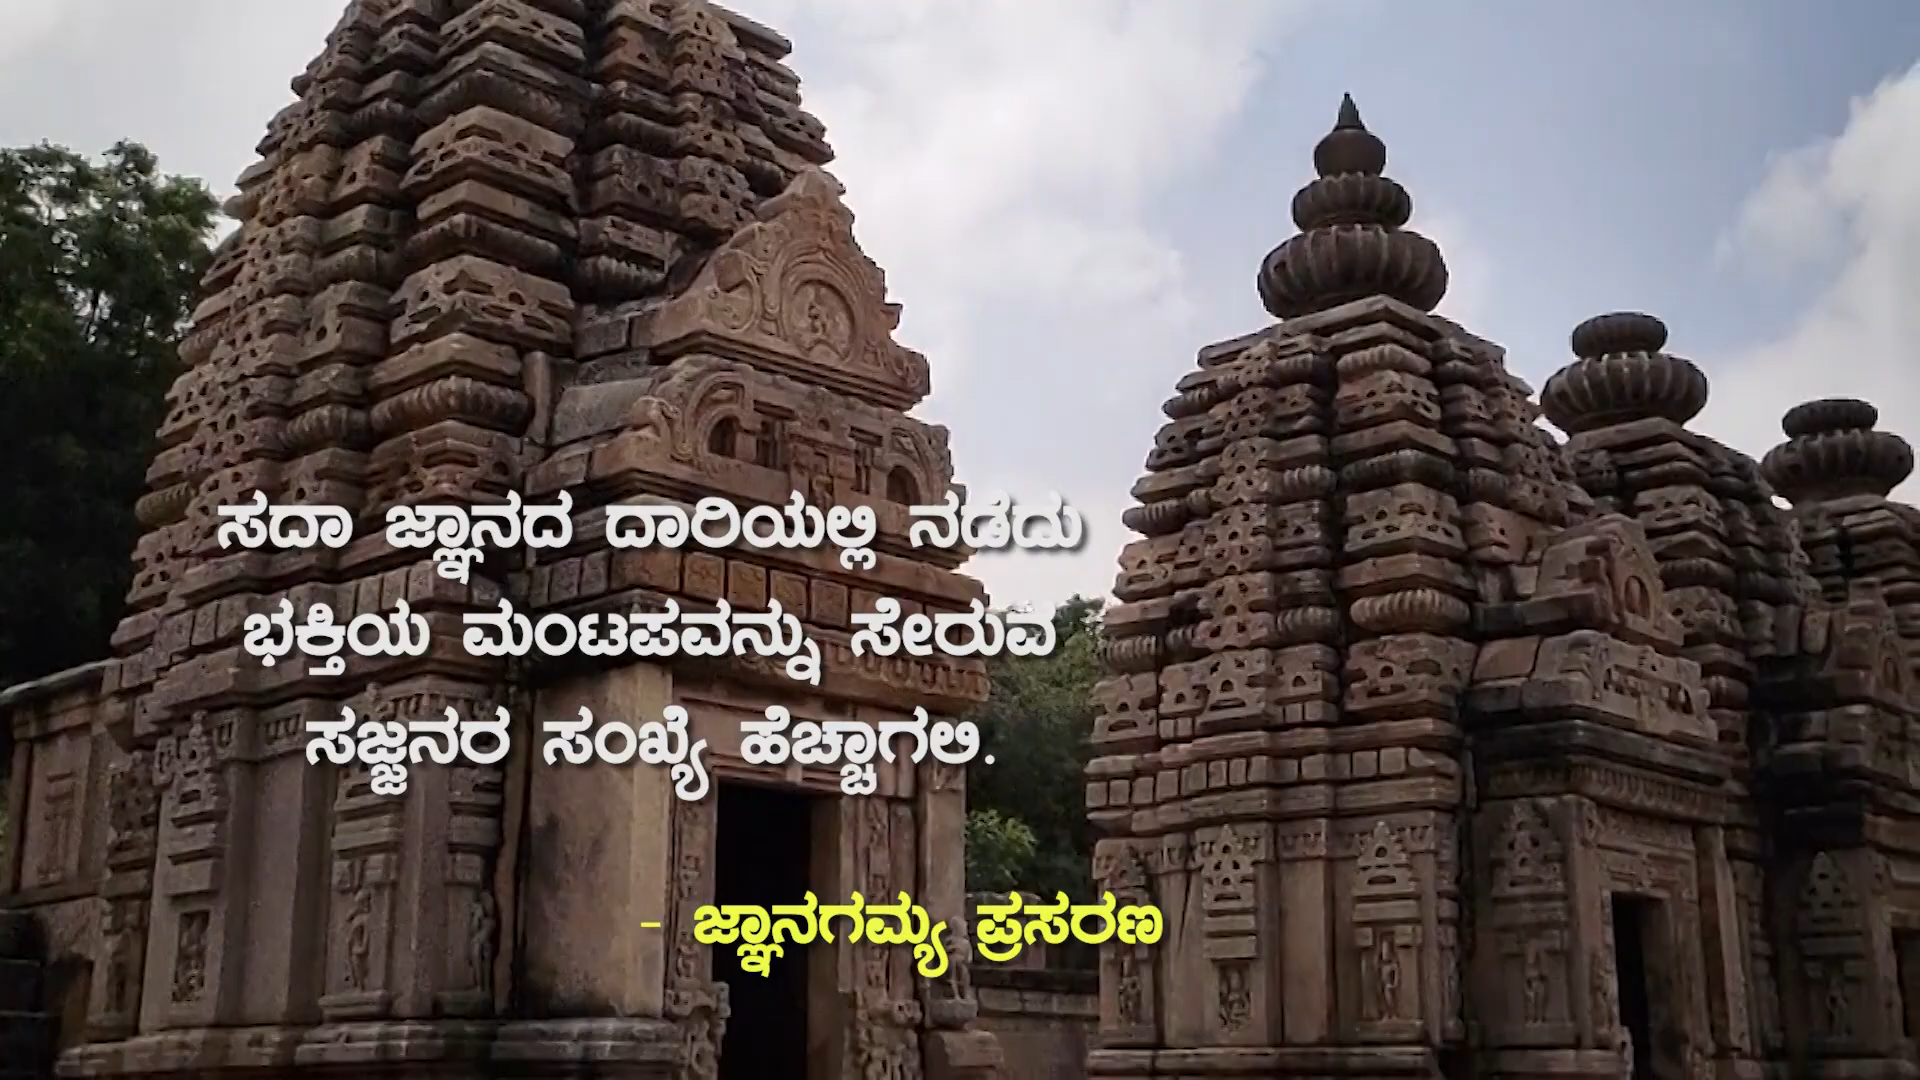 ಸದಾ ಜ್ಞಾನದ ದಾರಿಯಲ್ಲಿ ನಡೆದು
ಭಕ್ತಿಯ ಮಂಟಪವನ್ನು ಸೇರುವ
ಸಜ್ಜನರ ಸಂಖ್ಯೆ ಹೆಚ್ಚಾಗಲಿ.
- ಜ್ಞಾನಗಮ್ಯ ಪ್ರಸರಣ